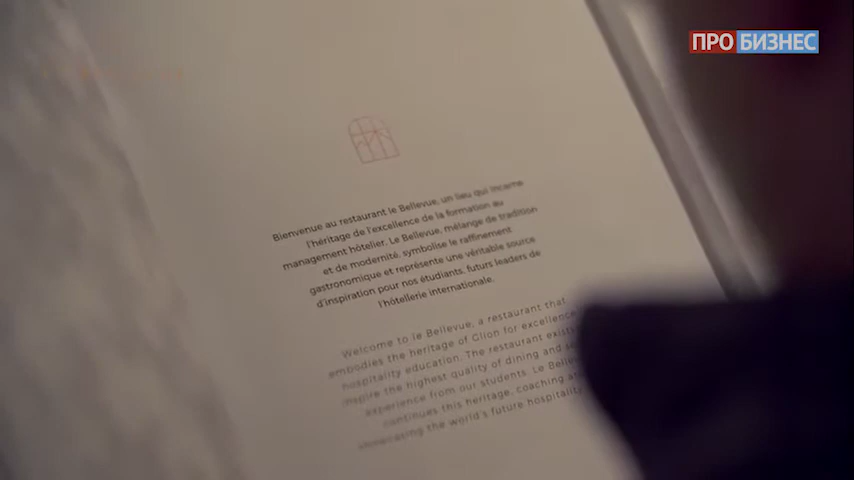 ПРО БИЗНЕС
Bienvenue au restaurant le Bellevue, un lieu qui incarne
l'héritage de l'excellence de la formation au
management hôtelier. Le Bellevue, mélange de tradition
et de modernité, symbolise le raffinement
gastronomique et représente une véritable source
d'inspiration pour nos étudiants, futurs leaders de
l'hôtellerie internationale.
Welcome to le Bellevue, a restaurant that
embodies the heritage of Glion for excellence
hospitality education. The restaurant exists
inspire the highest quality of dining and
experience from our students. Le
continues this heritage, coaching
showcasing the world's future hospitality